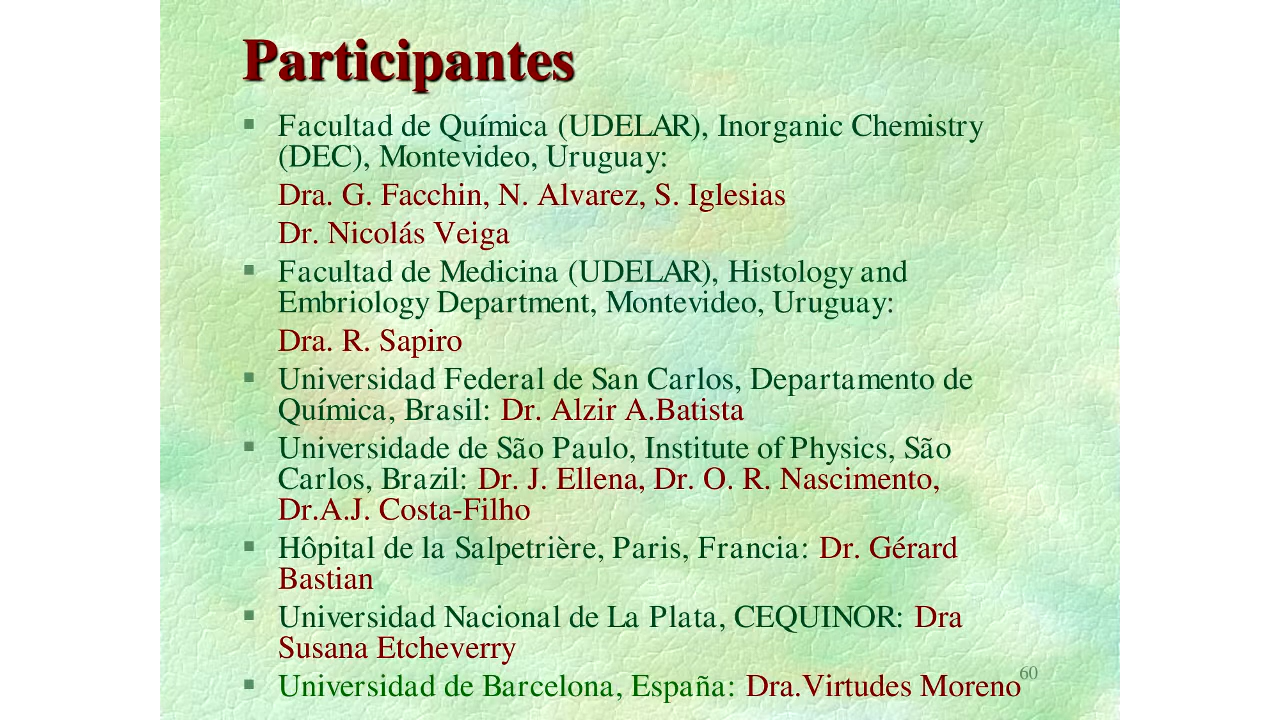 Participantes
▪ Facultad de Química (UDELAR), Inorganic Chemistry
(DEC), Montevideo, Uruguay:
Dra. G. Facchin, N. Alvarez, S. Iglesias
Dr. Nicolás Veiga
▪ Facultad de Medicina (UDELAR), Histology and
Embriology Department, Montevideo, Uruguay:
Dra. R. Sapiro
▪ Universidad Federal de San Carlos, Departamento de
Química, Brasil: Dr. Alzir A.Batista
▪ Universidade de São Paulo, Institute of Physics, São
Carlos, Brazil: Dr. J. Ellena, Dr. O. R. Nascimento,
Dr.A.J. Costa-Filho
▪ Hôpital de la Salpetrière, Paris, Francia: Dr. Gérard
Bastian
▪ Universidad Nacional de La Plata, CEQUINOR: Dra
Susana Etcheverry
▪ Universidad de Barcelona, España: Dra.Virtudes Moreno
60